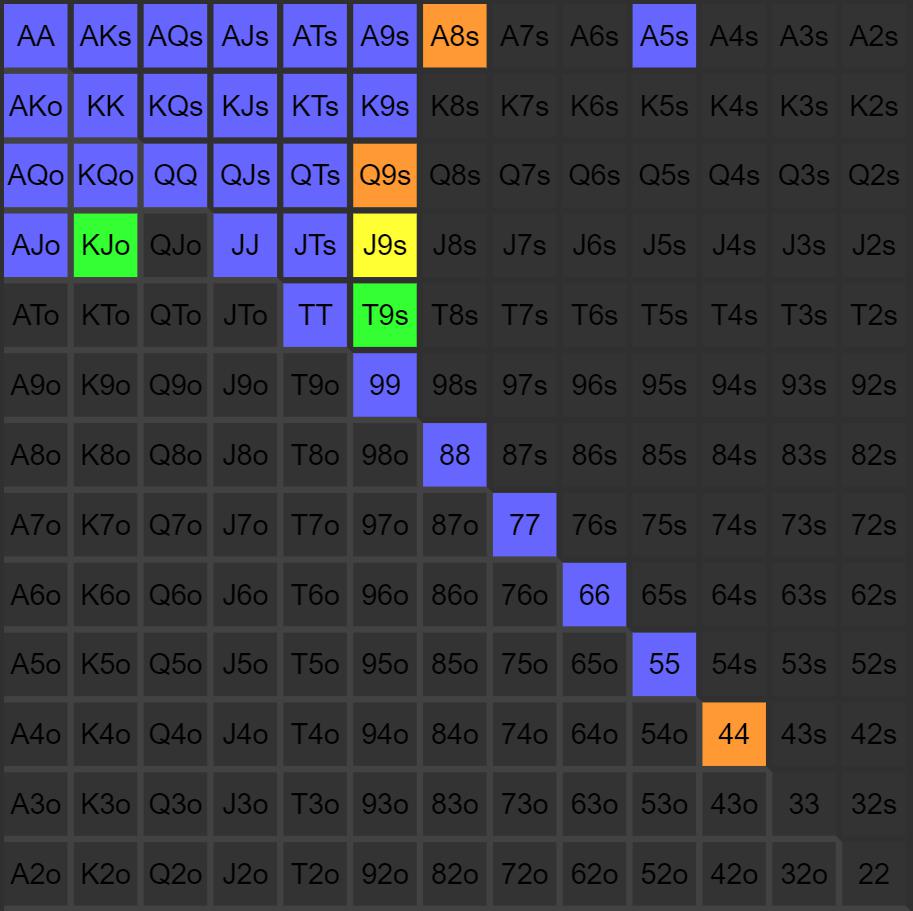 AA AKs AQs AJs ATs A9s A8s A7s A6s A5s A4s A3s A2s
AKo KK KQs KJs KTs K9s K8s K7s K6s K5s K4s K3s K2s
AQo KQo QQ QJs QTs Q9s Q8s Q7s Q6s Q5s Q4s Q3s Q2s
AJo KJo QJo JJ JTs J9s J8s J7s J6s J5s J4s J3s J2s
ATo KTo QTo JTo TT T9s T8s T7s T6s T5s T4s T3s T2s
A9o K9o Q9o J9o T9o 99 98s 97s 96s 95s 94s 93s 92s
A8o K8o Q8o J8o T8o 98o 88 87s 86s 85s 84s 83s 82s
A7o K7o Q7o J7o T7o 97o 87o 77 76s 75s 74s 73s 72s
A6o K6o Q6o J6o T6o 96o 86o 76o 66 65s 64s 63s 62s
A5o K5o Q5o J5o T5o 95o 85o 75o 65o 55 54s 53s 52s
A4o K4o Q4o J4o T4o 94o 84o 74o 64o 54o 44 43s 42s
A3o K3o Q3o J3o T3o 93o 83o 73o 63o 53o 43o 33 32s
A2o K2o Q2o J2o T2o 92o 82o 72o 62o 52o 42o 32o 22